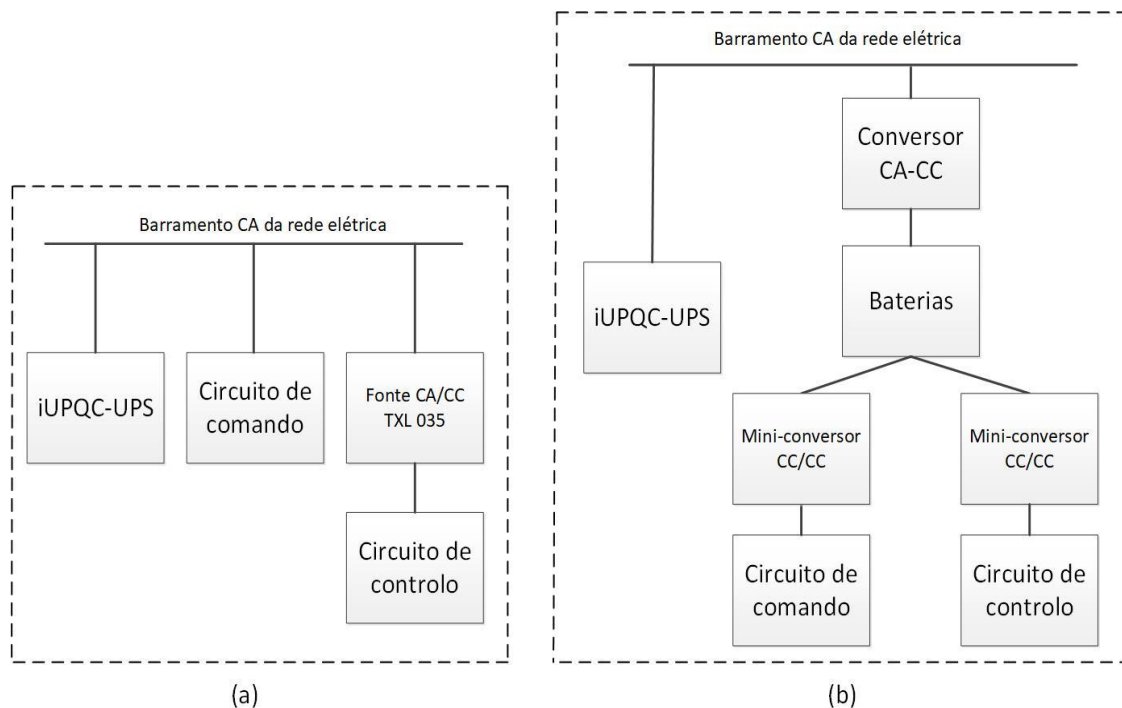 Barramento CA da rede elétrica
iUPQC-UPS
Circuito de
comando
Fonte CA/CC
TXL 035
Circuito de
controlo
(a)
Barramento CA da rede elétrica
Conversor
CA-CC
iUPQC-UPS
Baterias
Mini-conversor
CC/CC
Mini-conversor
CC/CC
Circuito de
comando
Circuito de
controlo
(b)